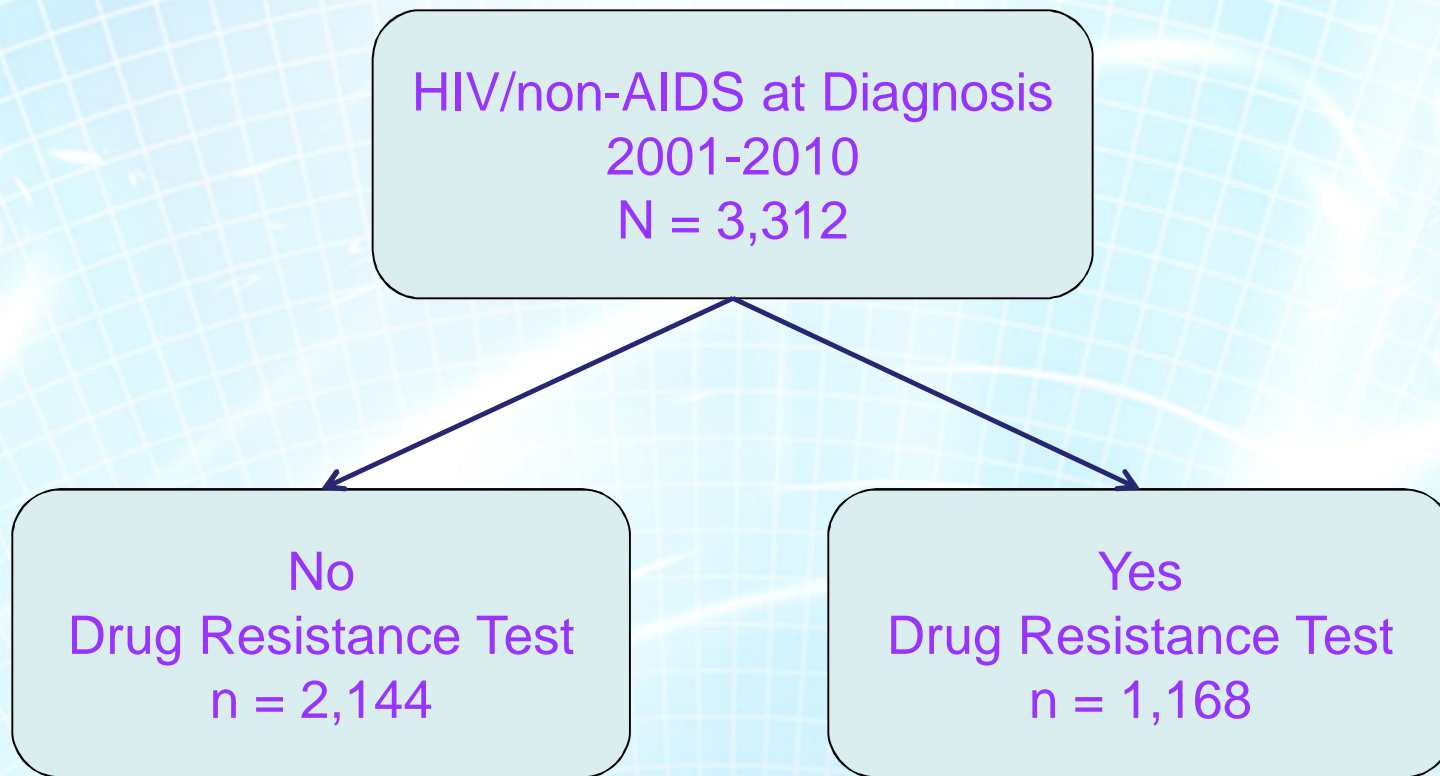 HIV/non-AIDS at Diagnosis
2001-2010
N = 3,312
No
Drug Resistance Test
n = 2,144
Yes
Drug Resistance Test
n = 1,168